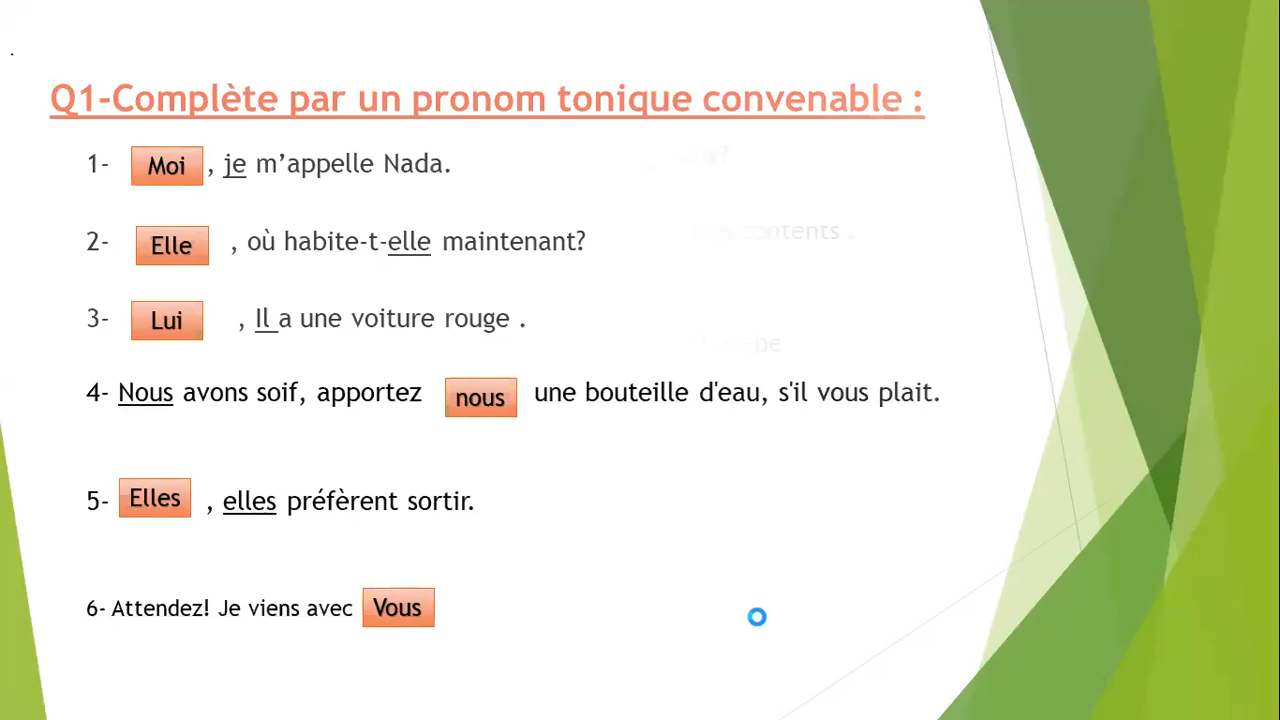 Q1-Complète par un pronom tonique convenable :
1- Moi , je m’appelle Nada.
2- Elle , où habite-t-elle maintenant?
3- Lui , Il a une voiture rouge .
4- Nous avons soif, apportez nous une bouteille d'eau, s'il vous plait.
5- Elles , elles préfèrent sortir.
6- Attendez! Je viens avec Vous
contents .